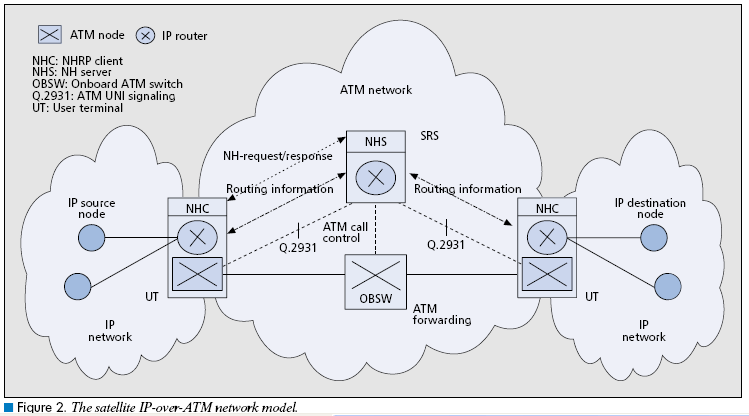 ATM node
IP router
NHC: NHRP client
NHS: NH server
OBSW: Onboard ATM switch
Q.2931: ATM UNI signaling
UT: User terminal
ATM network
NHS
SRS
NH-request/response
Routing information
Routing information
IP source
node
NHC
NHC
IP destination
node
ATM call
control
Q.2931
Q.2931
UT
OBSW
UT
ATM
forwarding
IP
network
IP
network
Figure 2. The satellite IP-over-ATM network model.